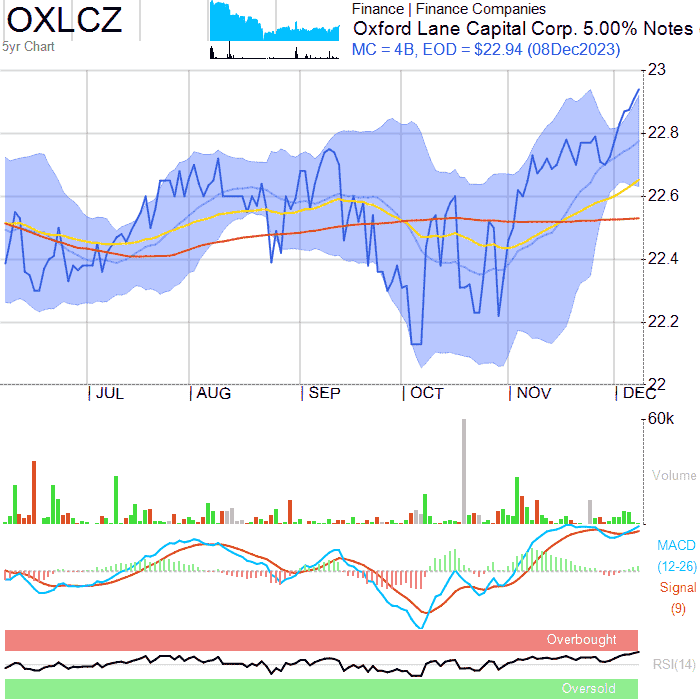 OXLCZ
5yr Chart
Finance | Finance Companies
Oxford Lane Capital Corp. 5.00% Notes
MC = 4B, EOD = $22.94 (08Dec2023)
23
22.8
22.6
22.4
22.2
22
JUL AUG SEP OCT NOV DEC
60k
Volume
MACD
(12-26)
Signal
(9)
Overbought
RSI(14)
Oversold